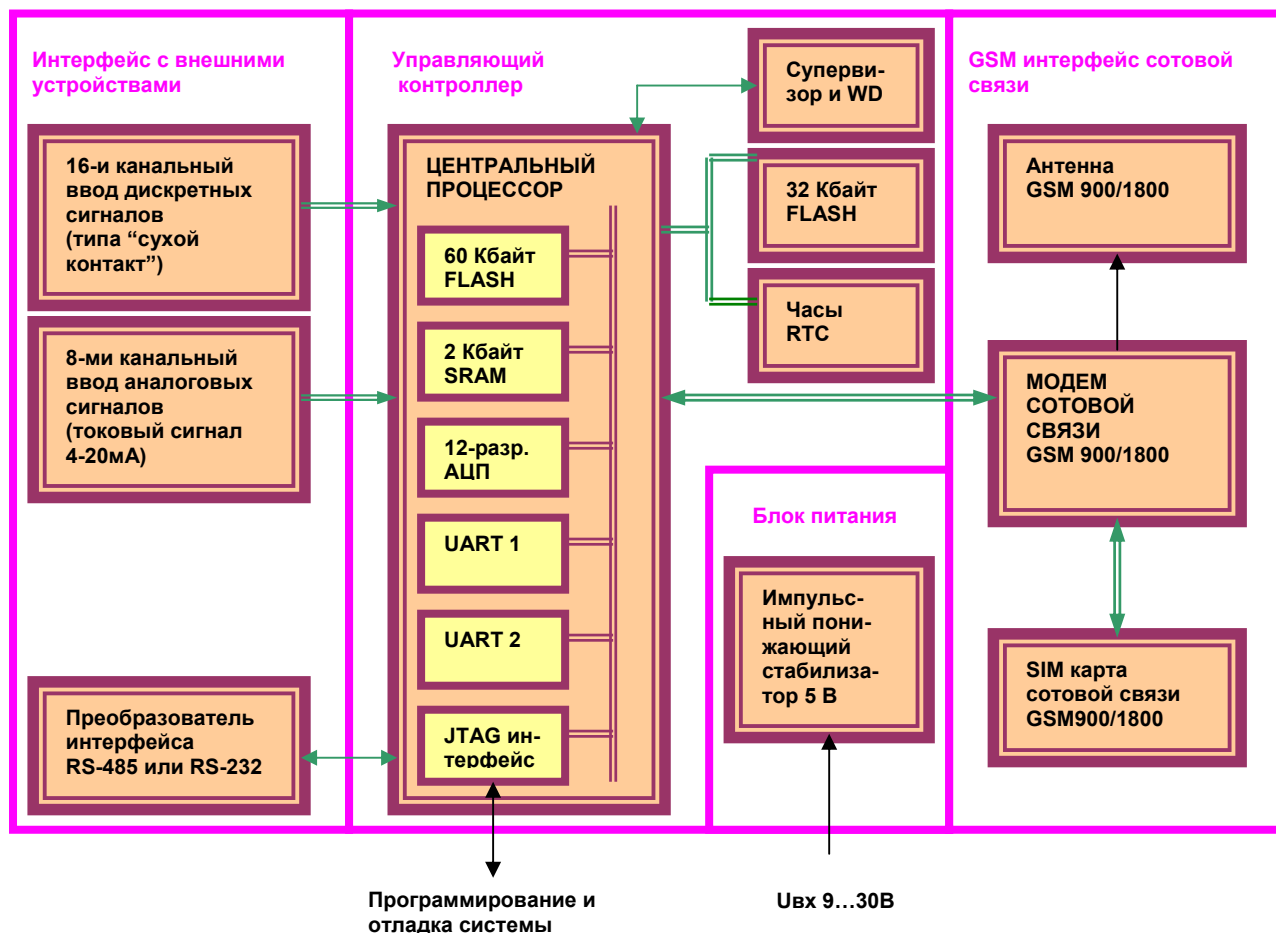 Интерфейс с внешними
устройствами
16-и канальный
ввод дискретных
сигналов
(типа “сухой
контакт”)
8-ми канальный
ввод аналоговых
сигналов
(токовый сигнал
4-20мА)
Преобразователь
интерфейса
RS-485 или RS-232
Управляющий
контроллер
ЦЕНТРАЛЬНЫЙ
ПРОЦЕССОР
60 Кбайт
FLASH
2 Кбайт
SRAM
12-разр.
АЦП
UART 1
UART 2
JTAG ин-
терфейс
Супервi-
зор и WD
32 Кбайт
FLASH
Часы
RTC
Блок питания
Импульс-
ный пони-
жающий
стабилиза-
тор 5 В
GSM интерфейс сотовой
связи
Антенна
GSM 900/1800
МОДЕМ
СОТОВОЙ
СВЯЗИ
GSM 900/1800
SIM карта
сотовой связи
GSM900/1800
Программирование и
отладка системы
Uвх 9…30В